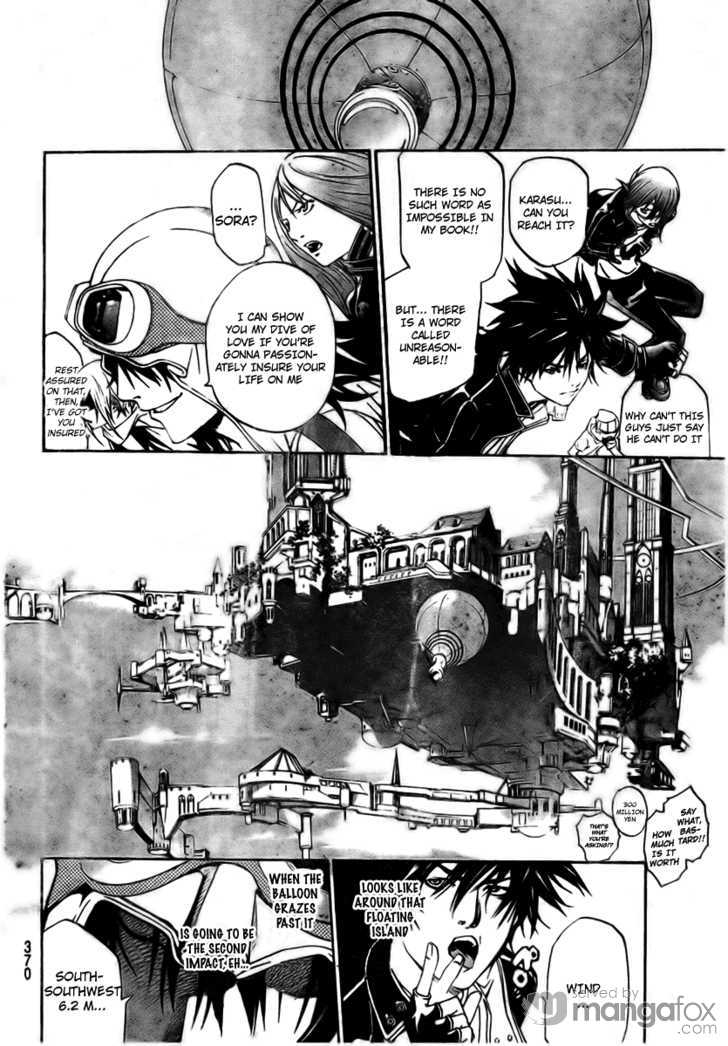 KARASU...
CAN YOU
REACH IT?
THERE IS NO
SUCH WORD AS
IMPOSSIBLE IN
MY BOOK!!
BUT... THERE
IS A WORD
CALLED
UNREASON-
ABLE!!
WHY CAN'T THIS
GUYS JUST SAY
HE CAN'T DO IT
...
SORA?
I CAN SHOW
YOU MY DIVE OF
LOVE IF YOU'RE
GONNA PASSION-
ATELY INSURE YOUR
LIFE ON ME
REST
ASSURED
ON THAT,
THEN,
I'VE GOT
YOU
INSURED
SAY
WHAT,
BAS-
TARD!!
HOW
MUCH
IS IT
WORTH
300
MILLION
YEN
THAT'S
WHAT
YOU'RE
ASKING!?
WIND
LOOKS LIKE
AROUND THAT
FLOATING
ISLAND
WHEN THE
BALLOON
GRAZES
PAST IT
IS GOING TO BE
THE SECOND
IMPACT, EH...
SOUTH-
SOUTHWEST
6.2 M...
370
served by
mangafox